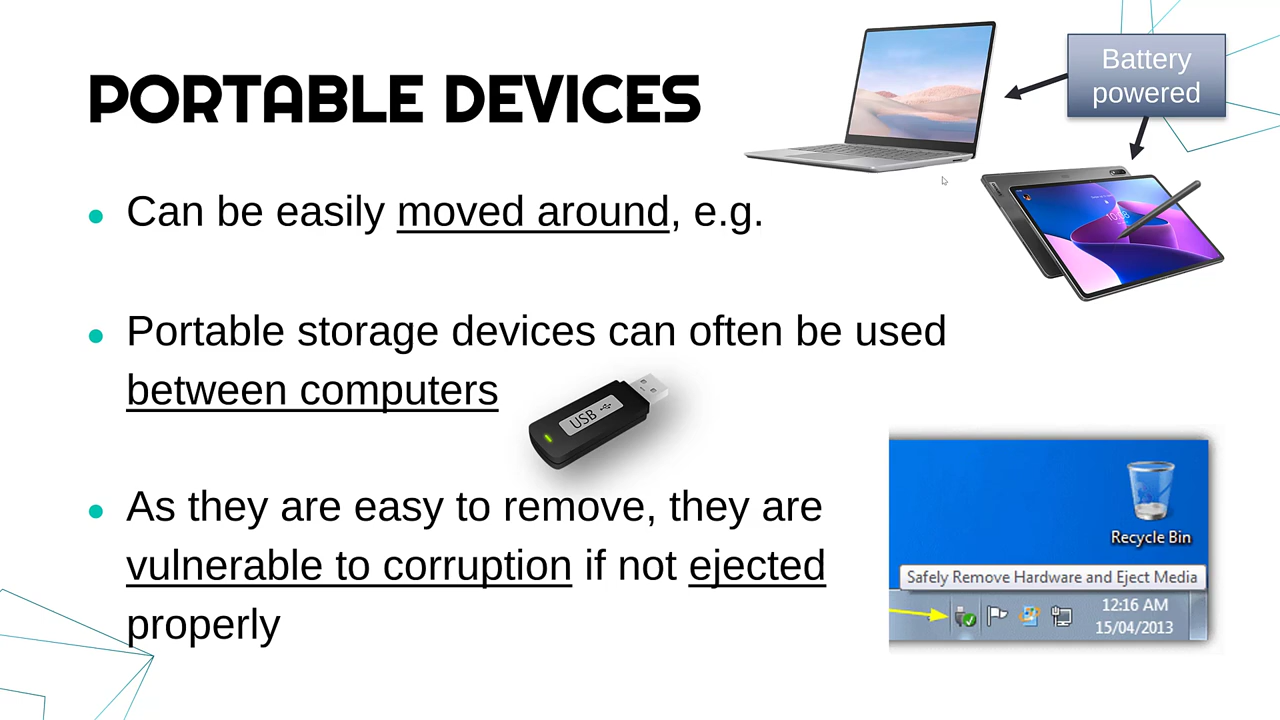 PORTABLE DEVICES
Battery
powered
Can be easily moved around, e.g.
Portable storage devices can often be used
between computers
USB
As they are easy to remove, they are
vulnerable to corruption if not ejected
properly
Recycle Bin
Safely Remove Hardware and Eject Media
12:16 AM
15/04/2013